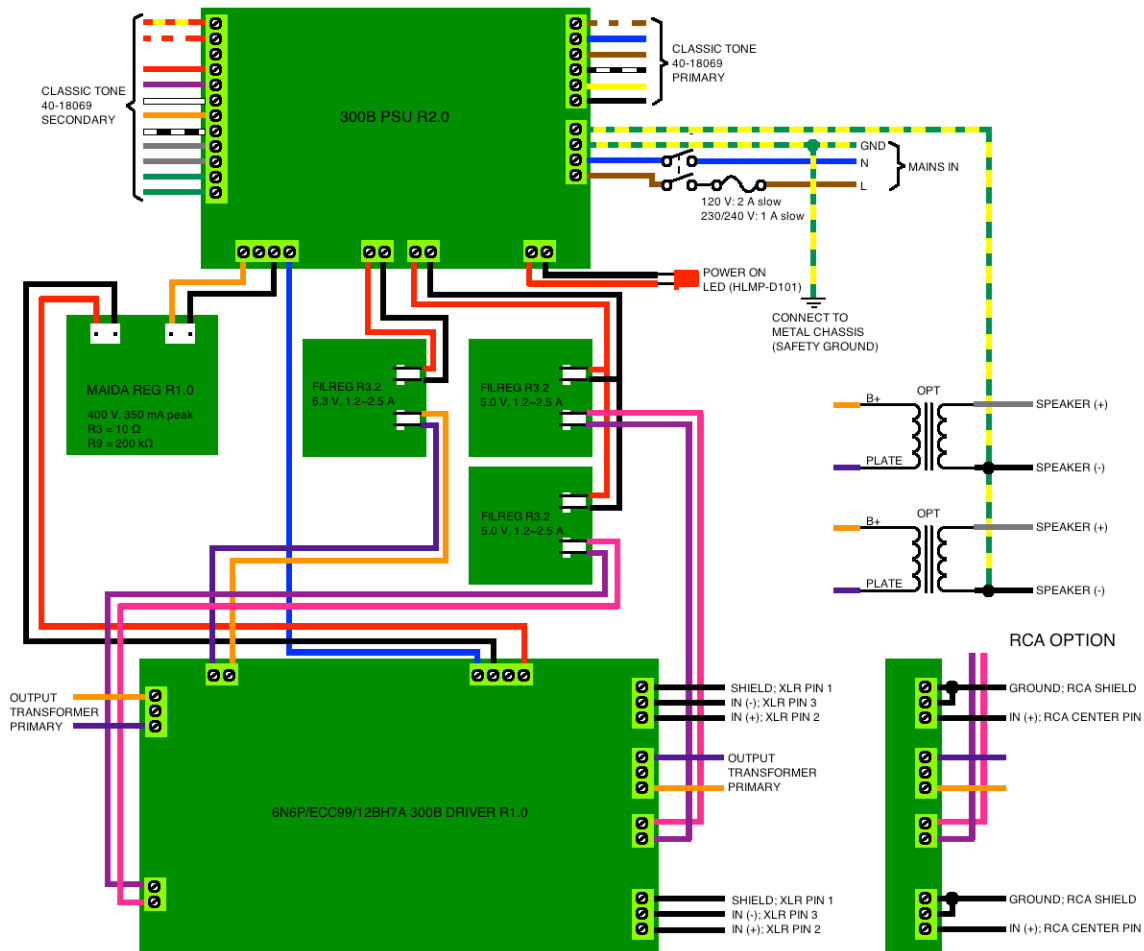 CLASSIC TONE
40-18069
SECONDARY
300B PSU R2.0
CLASSIC TONE
40-18069
PRIMARY
GND
N
L
MAINS IN
120 V: 2 A slow
230/240 V: 1 A slow
POWER ON
LED (HLMP-D101)
CONNECT TO
METAL CHASSIS
(SAFETY GROUND)
MAIDA REG R1.0
400 V, 350 mA peak
R3 = 10 Ω
R9 = 200 kΩ
FILREG R3.2
6.3 V, 1.2~2.5 A
FILREG R3.2
5.0 V, 1.2~2.5 A
FILREG R3.2
5.0 V, 1.2~2.5 A
B+
OPT
SPEAKER (+)
PLATE
SPEAKER (-)
B+
OPT
SPEAKER (+)
PLATE
SPEAKER (-)
OUTPUT
TRANSFORMER
PRIMARY
6N6P/ECC99/12BH7A 300B DRIVER R1.0
SHIELD; XLR PIN 1
IN (-); XLR PIN 3
IN (+); XLR PIN 2
OUTPUT
TRANSFORMER
PRIMARY
SHIELD; XLR PIN 1
IN (-); XLR PIN 3
IN (+); XLR PIN 2
RCA OPTION
GROUND; RCA SHIELD
IN (+); RCA CENTER PIN
GROUND; RCA SHIELD
IN (+); RCA CENTER PIN